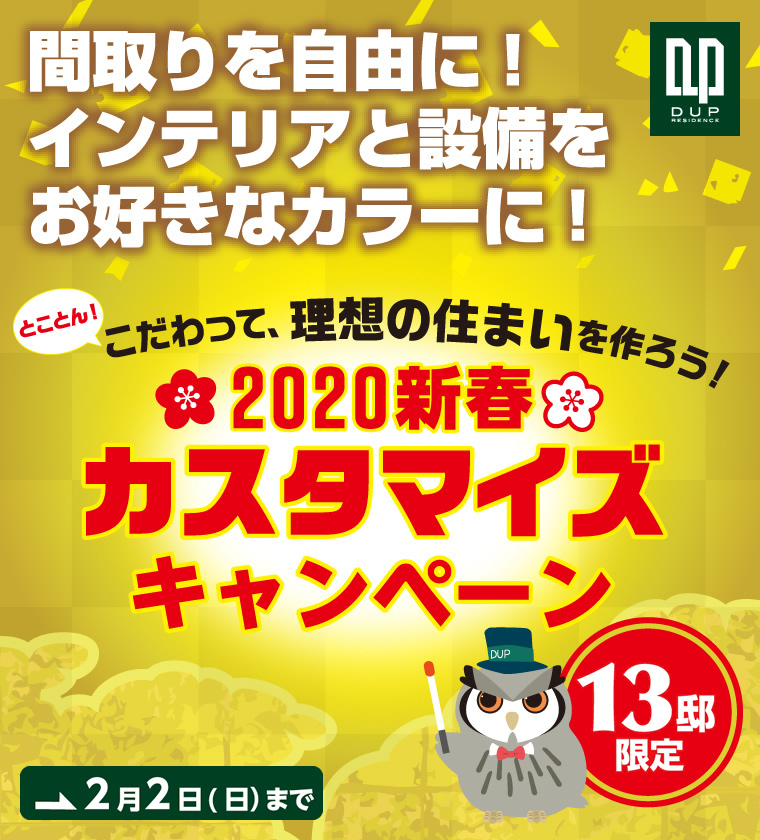 間取りを自由に！
インテリアと設備を
お好きなカラーに！
DUP
RESIDENCE
とことん！
こだわって、理想の住まいを作ろう！
2020新春
カスタマイズ
キャンペーン
DUP
13邸
限定
2月2日(日)まで